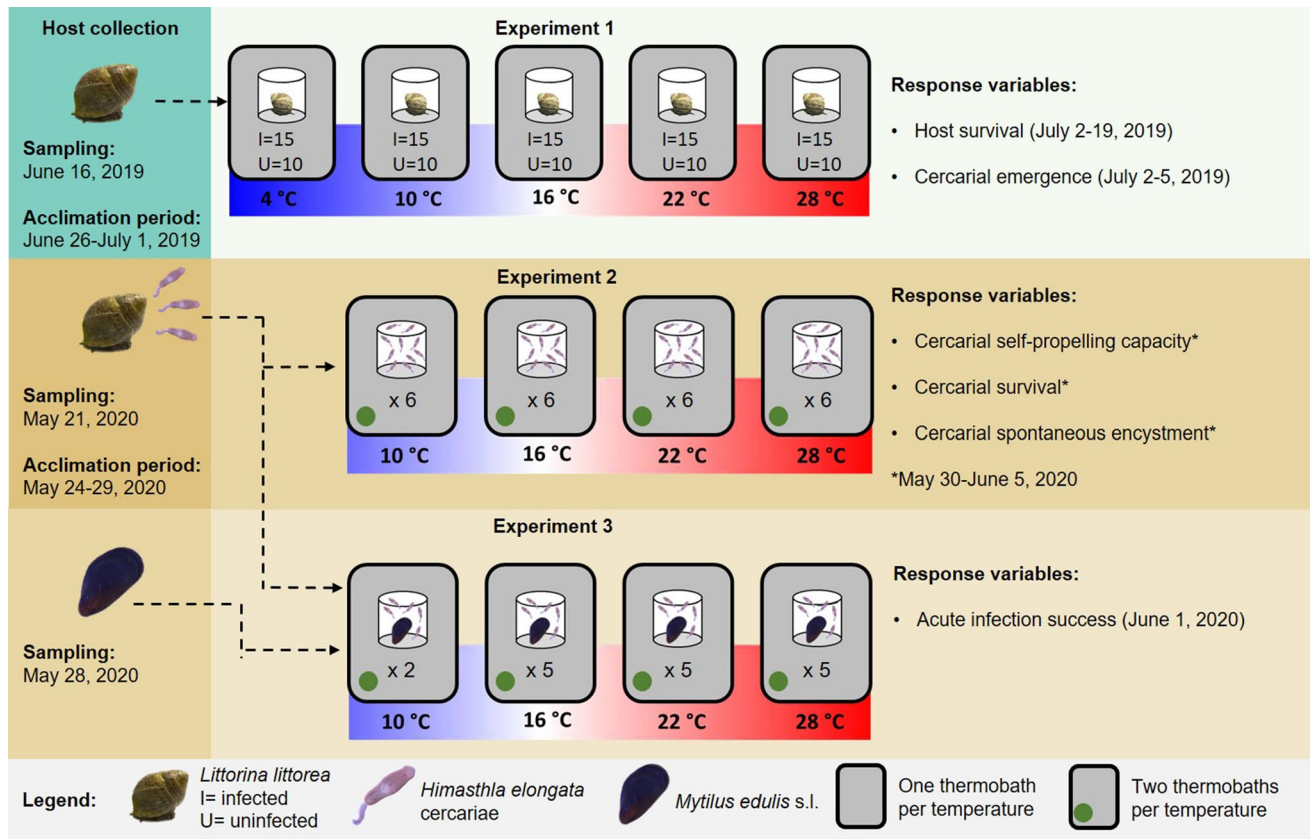 Host collection
Sampling:
June 16, 2019
Acclimation period:
June 26-July 1, 2019
Experiment 1
I=15
U=10
I=15
U=10
I=15
U=10
I=15
U=10
I=15
U=10
4 °C
10 °C
16 °C
22 °C
28 °C
Response variables:
• Host survival (July 2-19, 2019)
• Cercarial emergence (July 2-5, 2019)
Sampling:
May 21, 2020
Acclimation period:
May 24-29, 2020
Experiment 2
x 6
x 6
x 6
x 6
10 °C
16 °C
22 °C
28 °C
Response variables:
• Cercarial self-propelling capacity*
• Cercarial survival*
• Cercarial spontaneous encystment*
*May 30-June 5, 2020
Sampling:
May 28, 2020
Experiment 3
x 2
x 5
x 5
x 5
10 °C
16 °C
22 °C
28 °C
Response variables:
• Acute infection success (June 1, 2020)
Legend:
Littorina littorea
I= infected
U= uninfected
Himasthla elongata
cercariae
Mytilus edulis s.l.
One thermobath
per temperature
Two thermobaths
per temperature